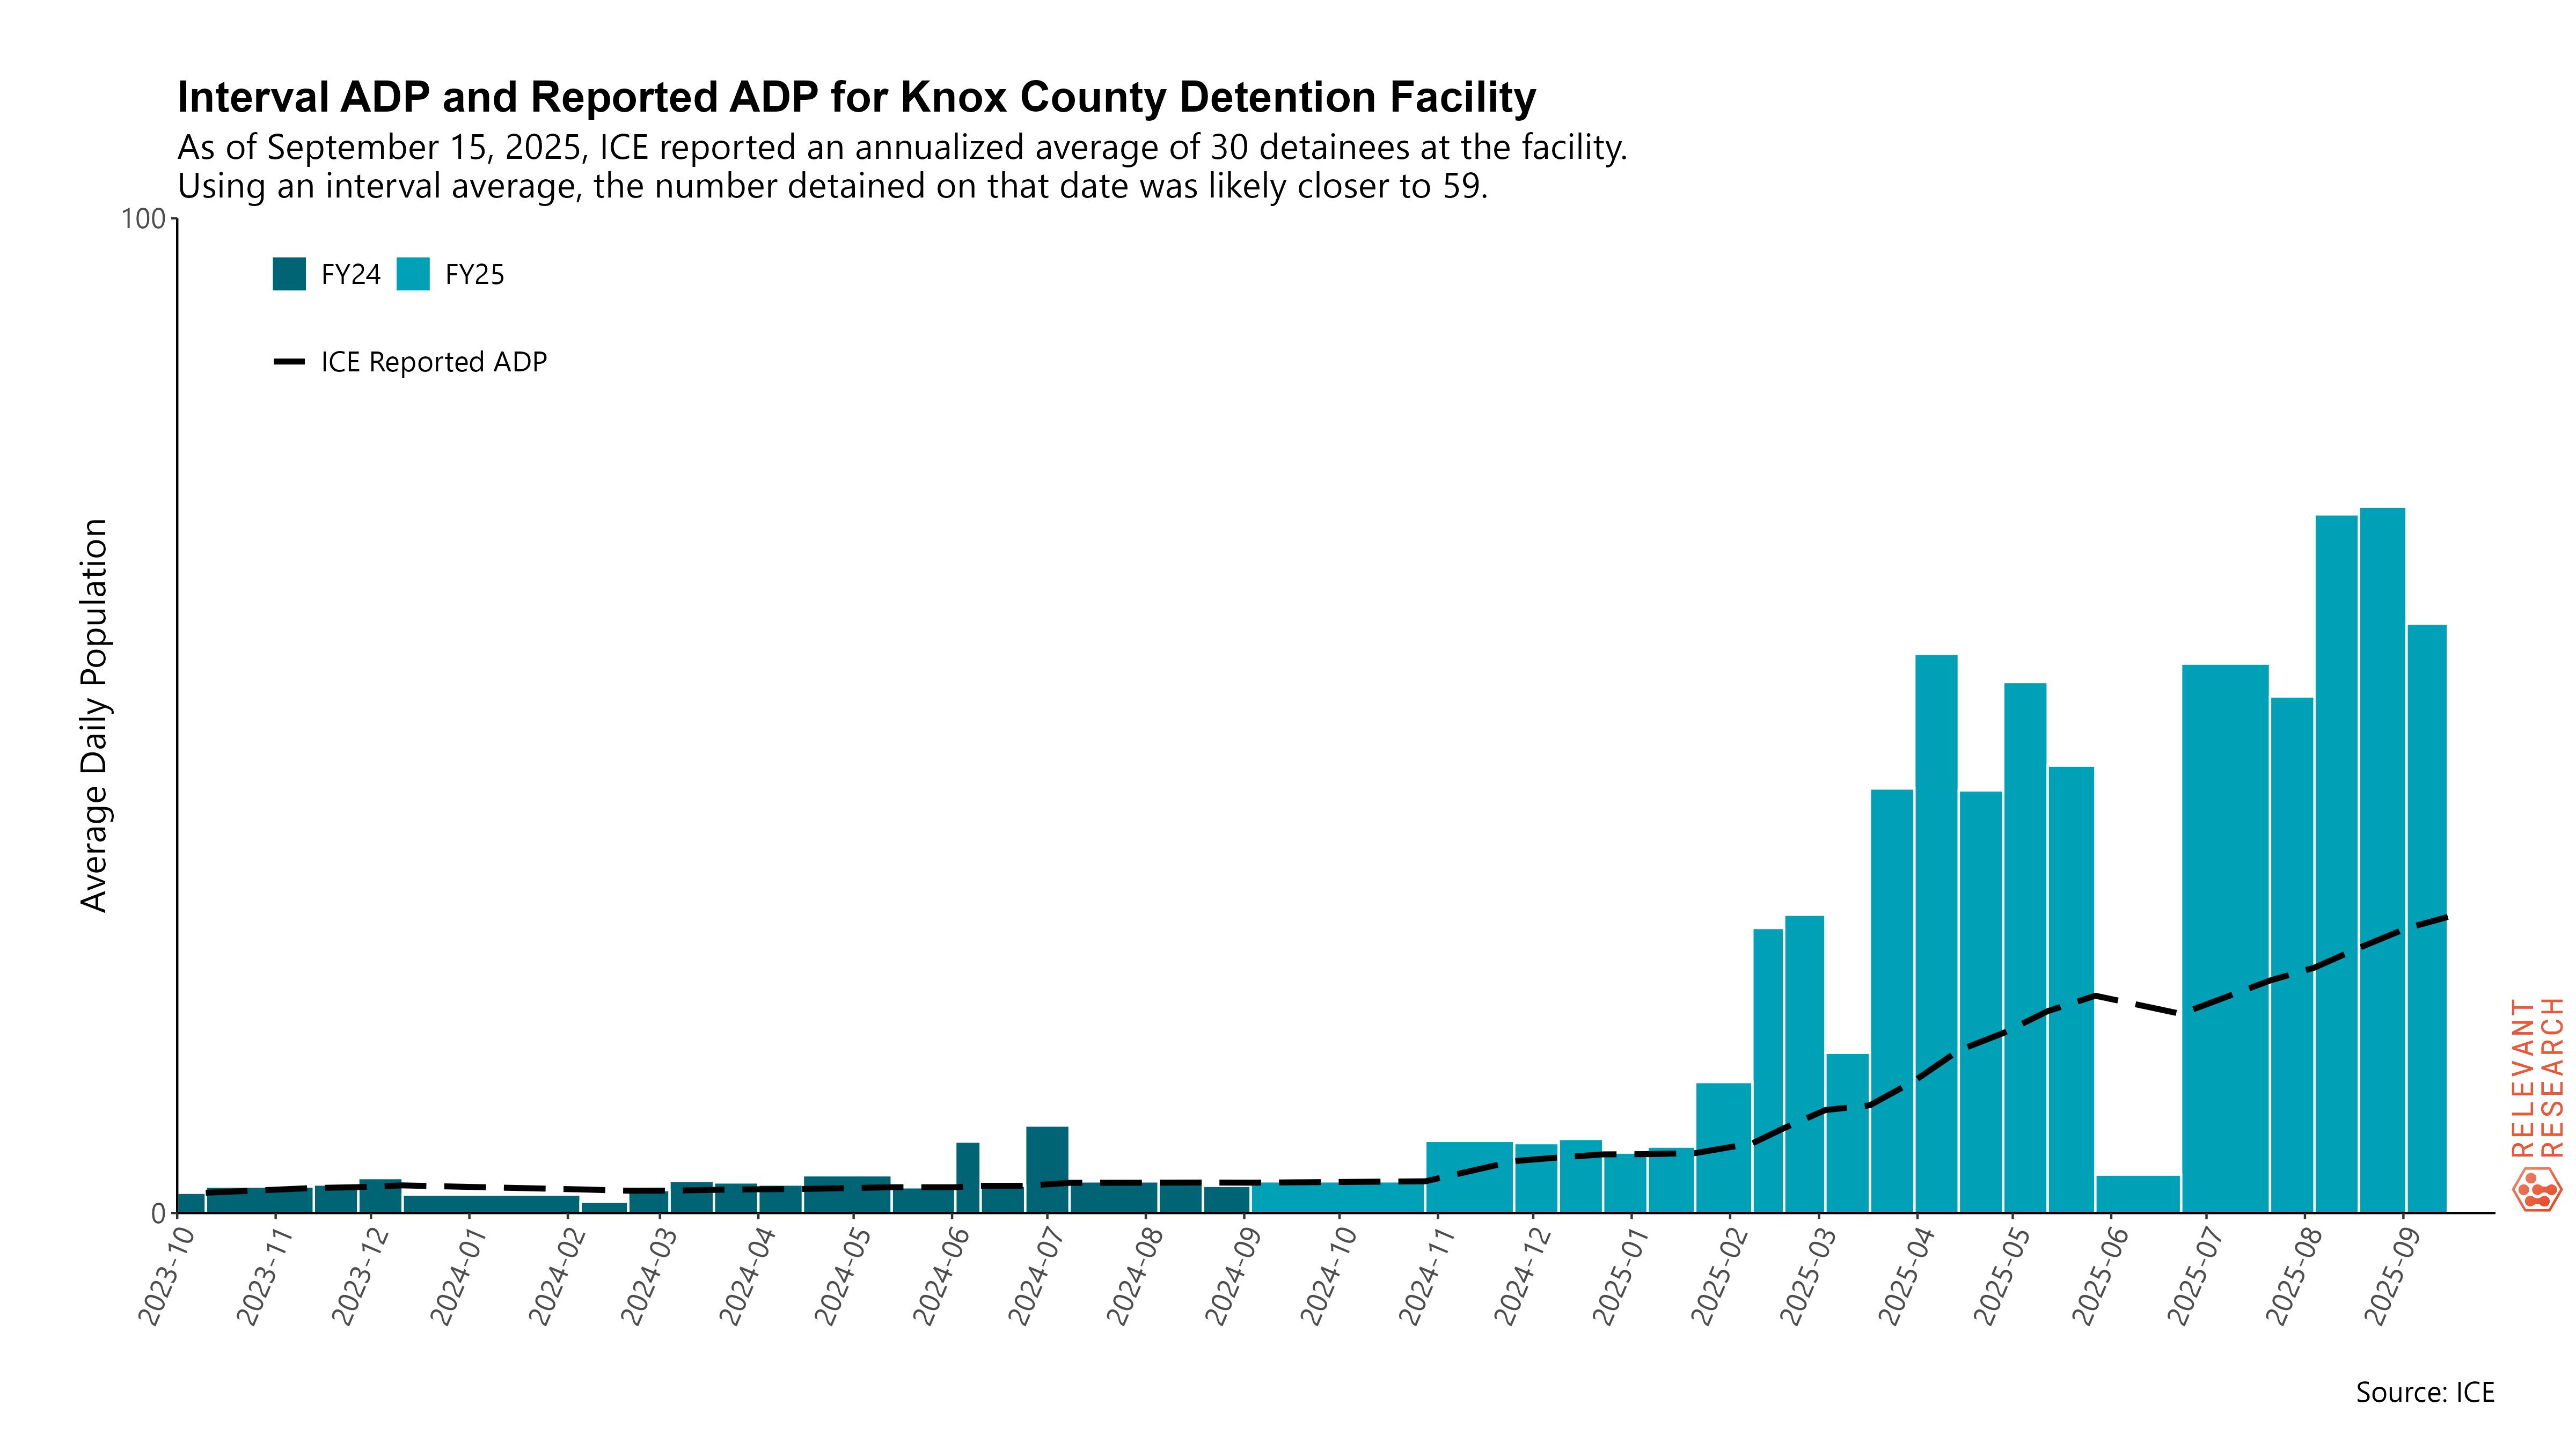 Interval ADP and Reported ADP for Knox County Detention Facility
As of September 15, 2025, ICE reported an annualized average of 30 detainees at the facility.
Using an interval average, the number detained on that date was likely closer to 59.
100
FY24 FY25
ICE Reported ADP
Average Daily Population
0
2023-10
2023-11
2023-12
2024-01
2024-02
2024-03
2024-04
2024-05
2024-06
2024-07
2024-08
2024-09
2024-10
2024-11
2024-12
2025-01
2025-02
2025-03
2025-04
2025-05
2025-06
2025-07
2025-08
2025-09
RELEVANT
RESEARCH
Source: ICE